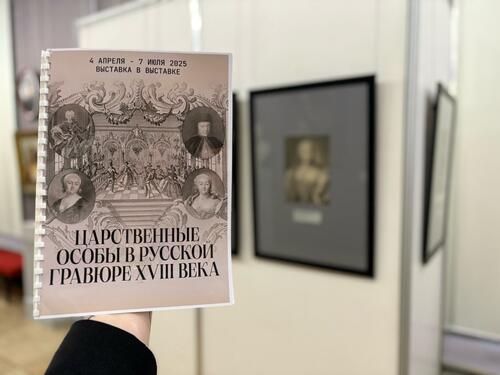 4 АПРЕЛЯ - 7 ИЮЛЯ 2025
ВЫСТАВКА В ВЫСТАВКЕ
ЦАРСТВЕННЫЕ
ОСОБЫ В РУССКОЙ
ГРАВЮРЕ XVIII ВЕКА